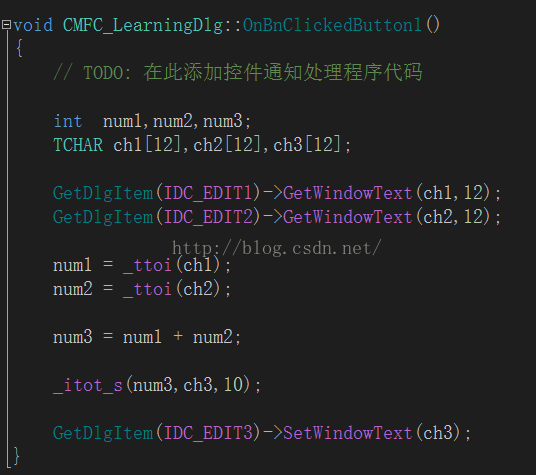 void CMFC_LearningDlg::OnBnClickedButton1()
{
// TODO: 在此添加控件通知处理程序代码
int  num1,num2,num3;
TCHAR ch1[12],ch2[12],ch3[12];
GetDlgItem(IDC_EDIT1)->GetWindowText(ch1,12);
GetDlgItem(IDC_EDIT2)->GetWindowText(ch2,12);
http://blog.csdn.net/
num1 = _ttoi(ch1);
num2 = _ttoi(ch2);
num3 = num1 + num2;
_itot_s(num3,ch3,10);
GetDlgItem(IDC_EDIT3)->SetWindowText(ch3);
}